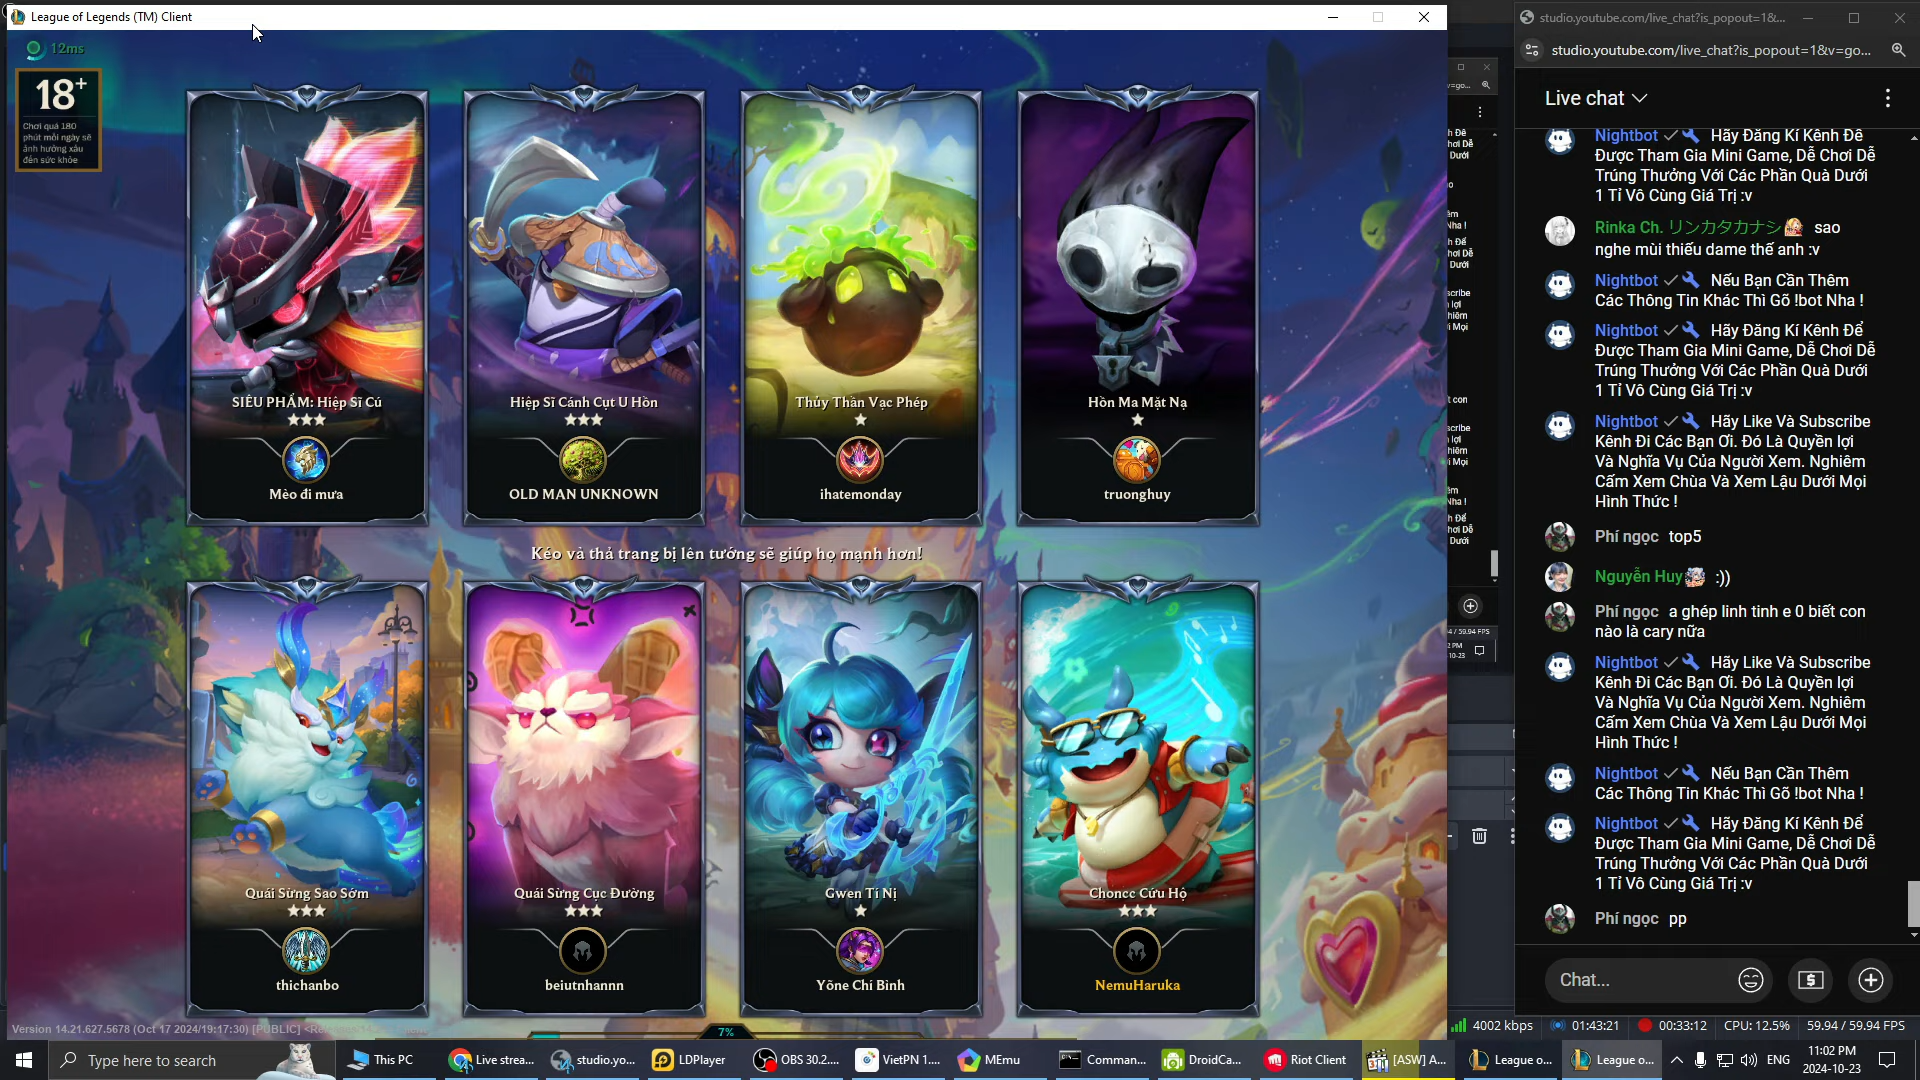 League of Legends (TM) Client
12ms
18+
Chơi quá 180
phút mỗi ngày sẽ
ảnh hưởng xấu
đến sức khỏe
SIÊU PHẨM: Hiệp Sĩ Cú
Mèo đi mưa
Hiệp Sĩ Cánh Cụt U Hồn
OLD MAN UNKNOWN
Thủy Thần Vạc Phép
ihatemonday
Hồn Ma Mặt Nạ
truonghuy
Kéo và thả trang bị lên tướng sẽ giúp họ mạnh hơn!
Quái Sừng Sao Sớm
thichanbo
Quái Sừng Cục Đường
beiutnhannn
Gwen Tí Nị
Yône Chí Bình
Choncc Cứu Hộ
NemuHaruka
Version 14.21.627.5678 (Oct 17 2024/19:17:30) [PUBLIC]
7%
studio.youtube.com/live_chat?is_popout=1&...
studio.youtube.com/live_chat?is_popout=1&v=go...
Live chat
Nightbot Hãy Đăng Kí Kênh Để
Được Tham Gia Mini Game, Dễ Chơi Dễ
Trúng Thưởng Với Các Phần Quà Dưới
1 Tỉ Vô Cùng Giá Trị :v
Rinka Ch. リンカタカナシ sao
nghe mùi thiếu dame thế anh :v
Nightbot Nếu Bạn Cần Thêm
Các Thông Tin Khác Thì Gõ !bot Nha !
Nightbot Hãy Đăng Kí Kênh Để
Được Tham Gia Mini Game, Dễ Chơi Dễ
Trúng Thưởng Với Các Phần Quà Dưới
1 Tỉ Vô Cùng Giá Trị :v
Nightbot Hãy Like Và Subscribe
Kênh Đi Các Bạn Ơi. Đó Là Quyền lợi
Và Nghĩa Vụ Của Người Xem. Nghiêm
Cấm Xem Chùa Và Xem Lậu Dưới Mọi
Hình Thức !
Phí ngọc top5
Nguyễn Huy :))
Phí ngọc a ghép linh tinh e 0 biết con
nào là cary nữa
Nightbot Hãy Like Và Subscribe
Kênh Đi Các Bạn Ơi. Đó Là Quyền lợi
Và Nghĩa Vụ Của Người Xem. Nghiêm
Cấm Xem Chùa Và Xem Lậu Dưới Mọi
Hình Thức !
Nightbot Nếu Bạn Cần Thêm
Các Thông Tin Khác Thì Gõ !bot Nha !
Nightbot Hãy Đăng Kí Kênh Để
Được Tham Gia Mini Game, Dễ Chơi Dễ
Trúng Thưởng Với Các Phần Quà Dưới
1 Tỉ Vô Cùng Giá Trị :v
Phí ngọc pp
Chat...
4002 kbps 01:43:21 00:33:12 CPU: 12.5% 59.94 / 59.94 FPS
Type here to search
This PC
Live strea...
studio.yo...
LDPlayer
OBS 30.2....
VietPN 1....
MEmu
Comman...
DroidCa...
Riot Client
[ASW] A...
League o...
League o...
ENG
11:02 PM
2024-10-23